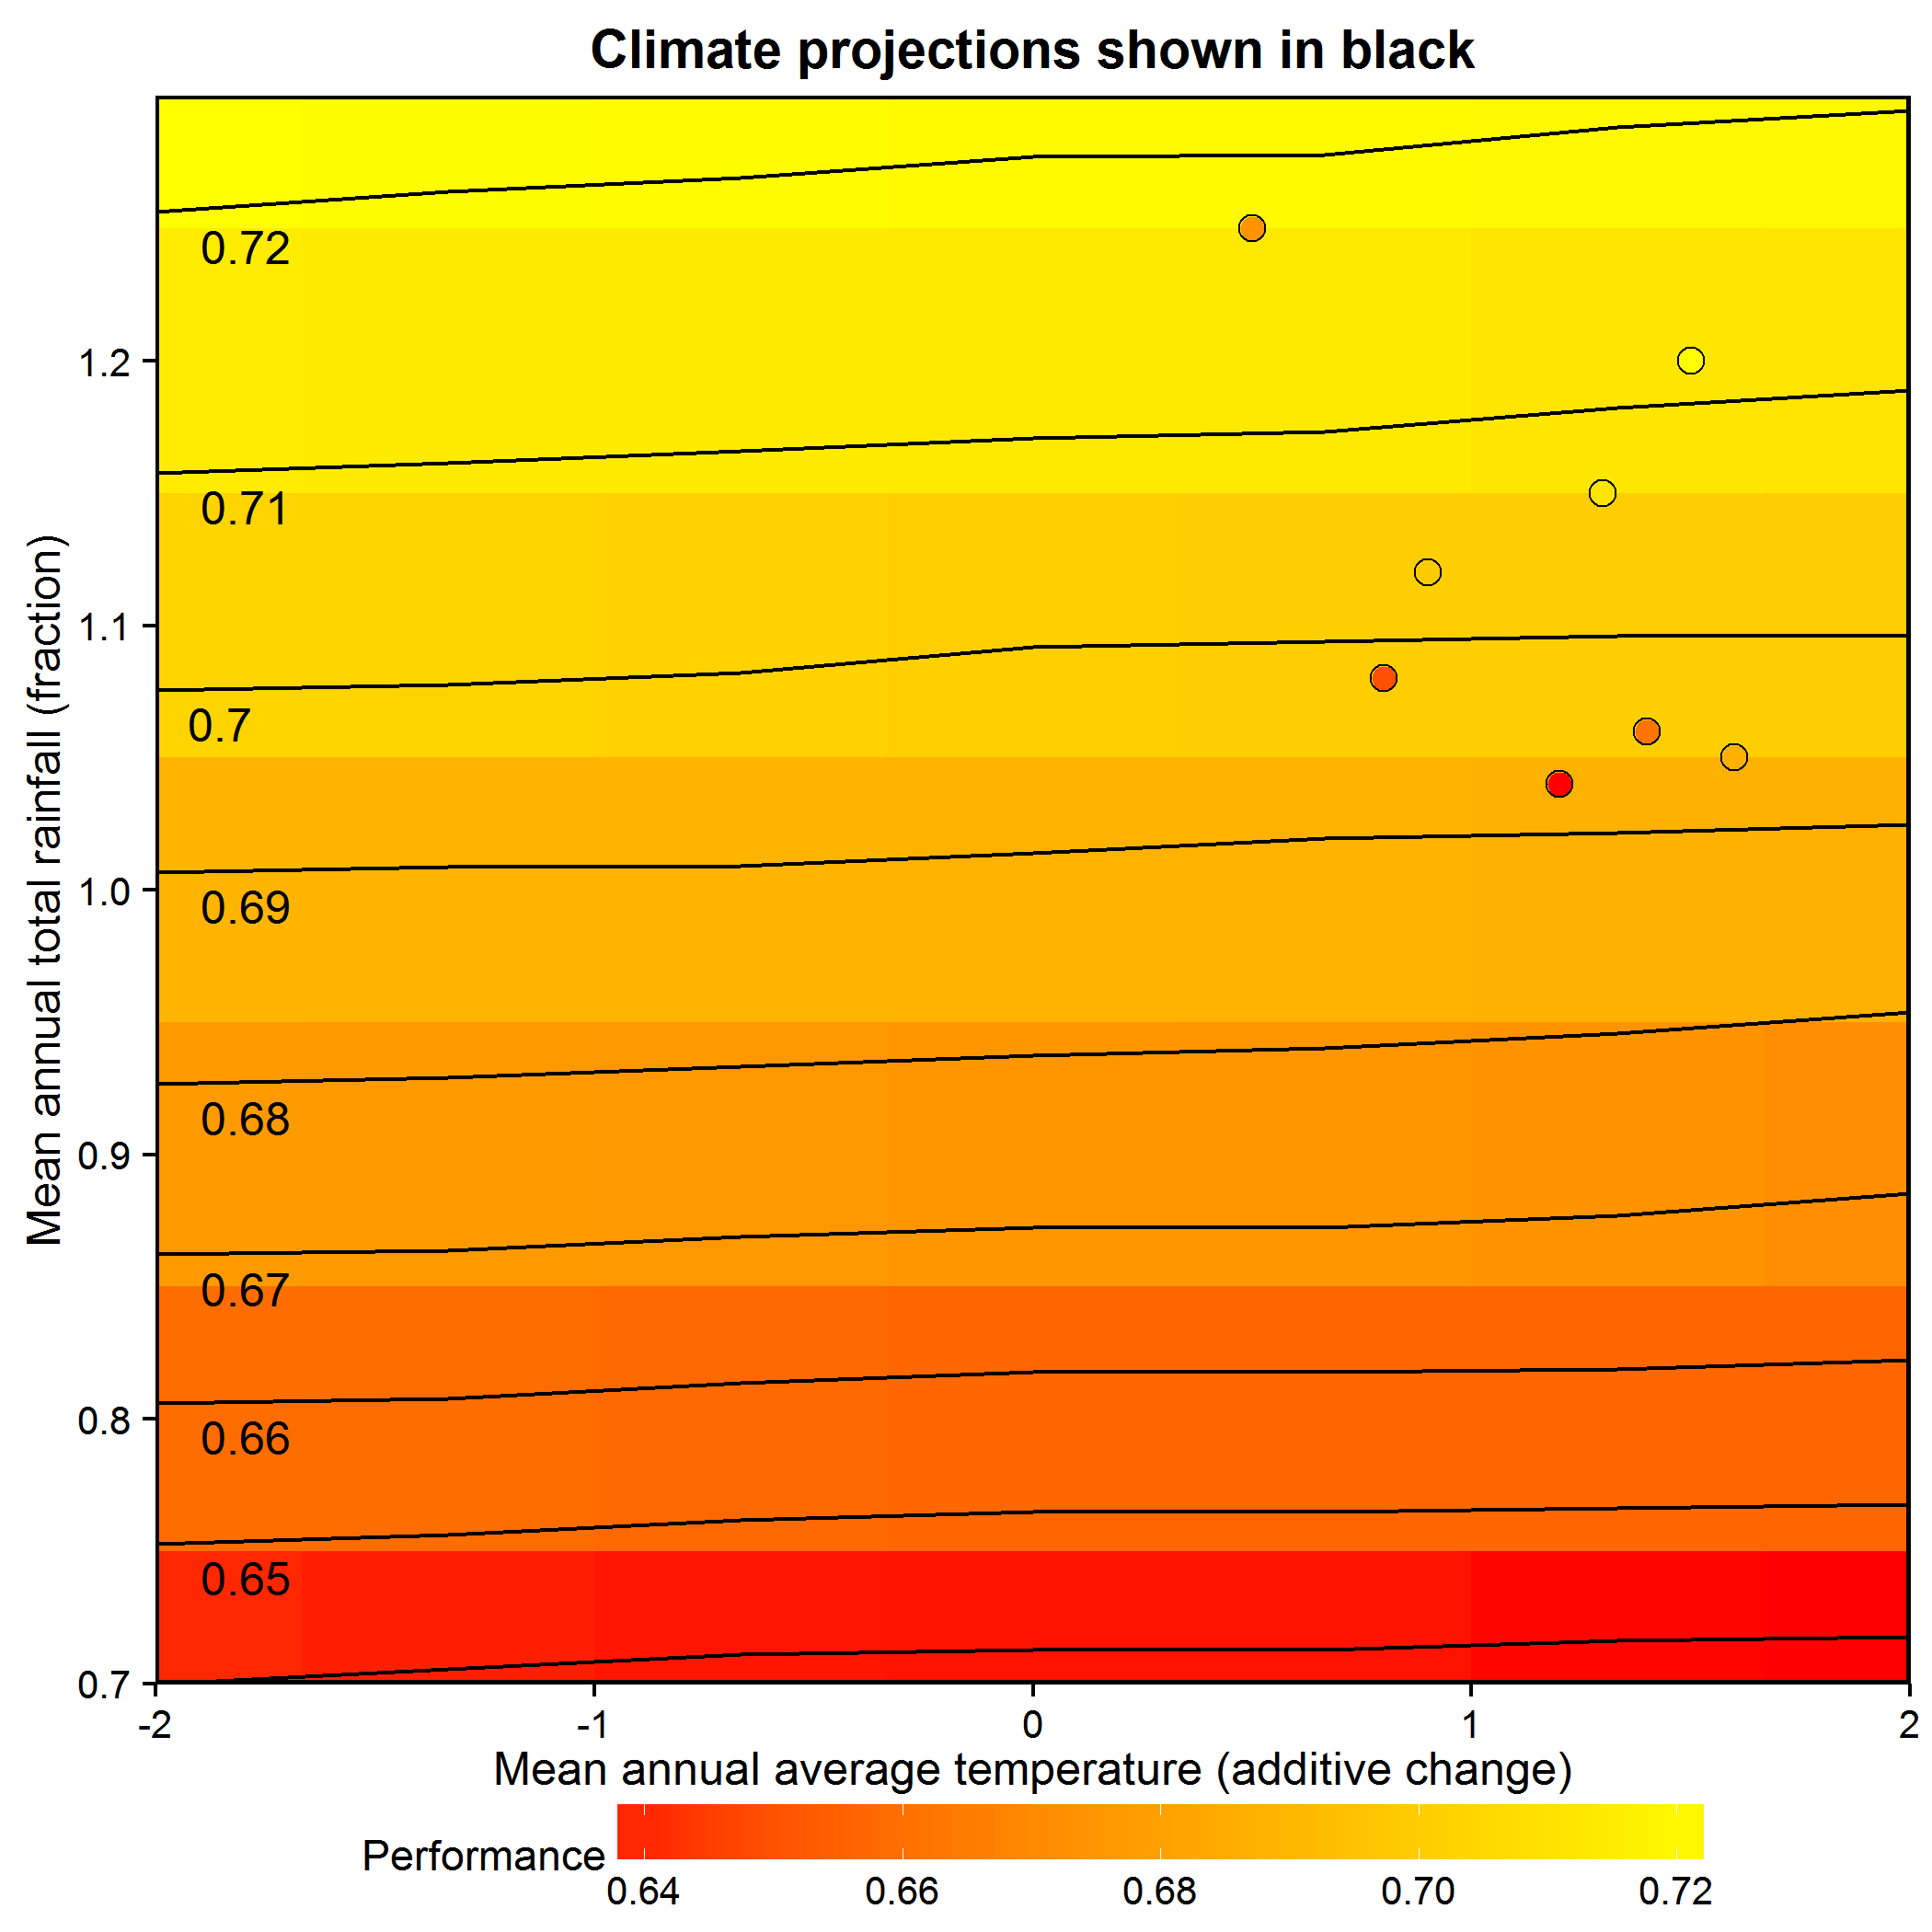 Climate projections shown in black
Mean annual total rainfall (fraction)
1.2
1.1
1.0
0.9
0.8
0.7
0.72
0.71
0.7
0.69
0.68
0.67
0.66
0.65
-2 -1 0 1 2
Mean annual average temperature (additive change)
Performance
0.64 0.66 0.68 0.70 0.72